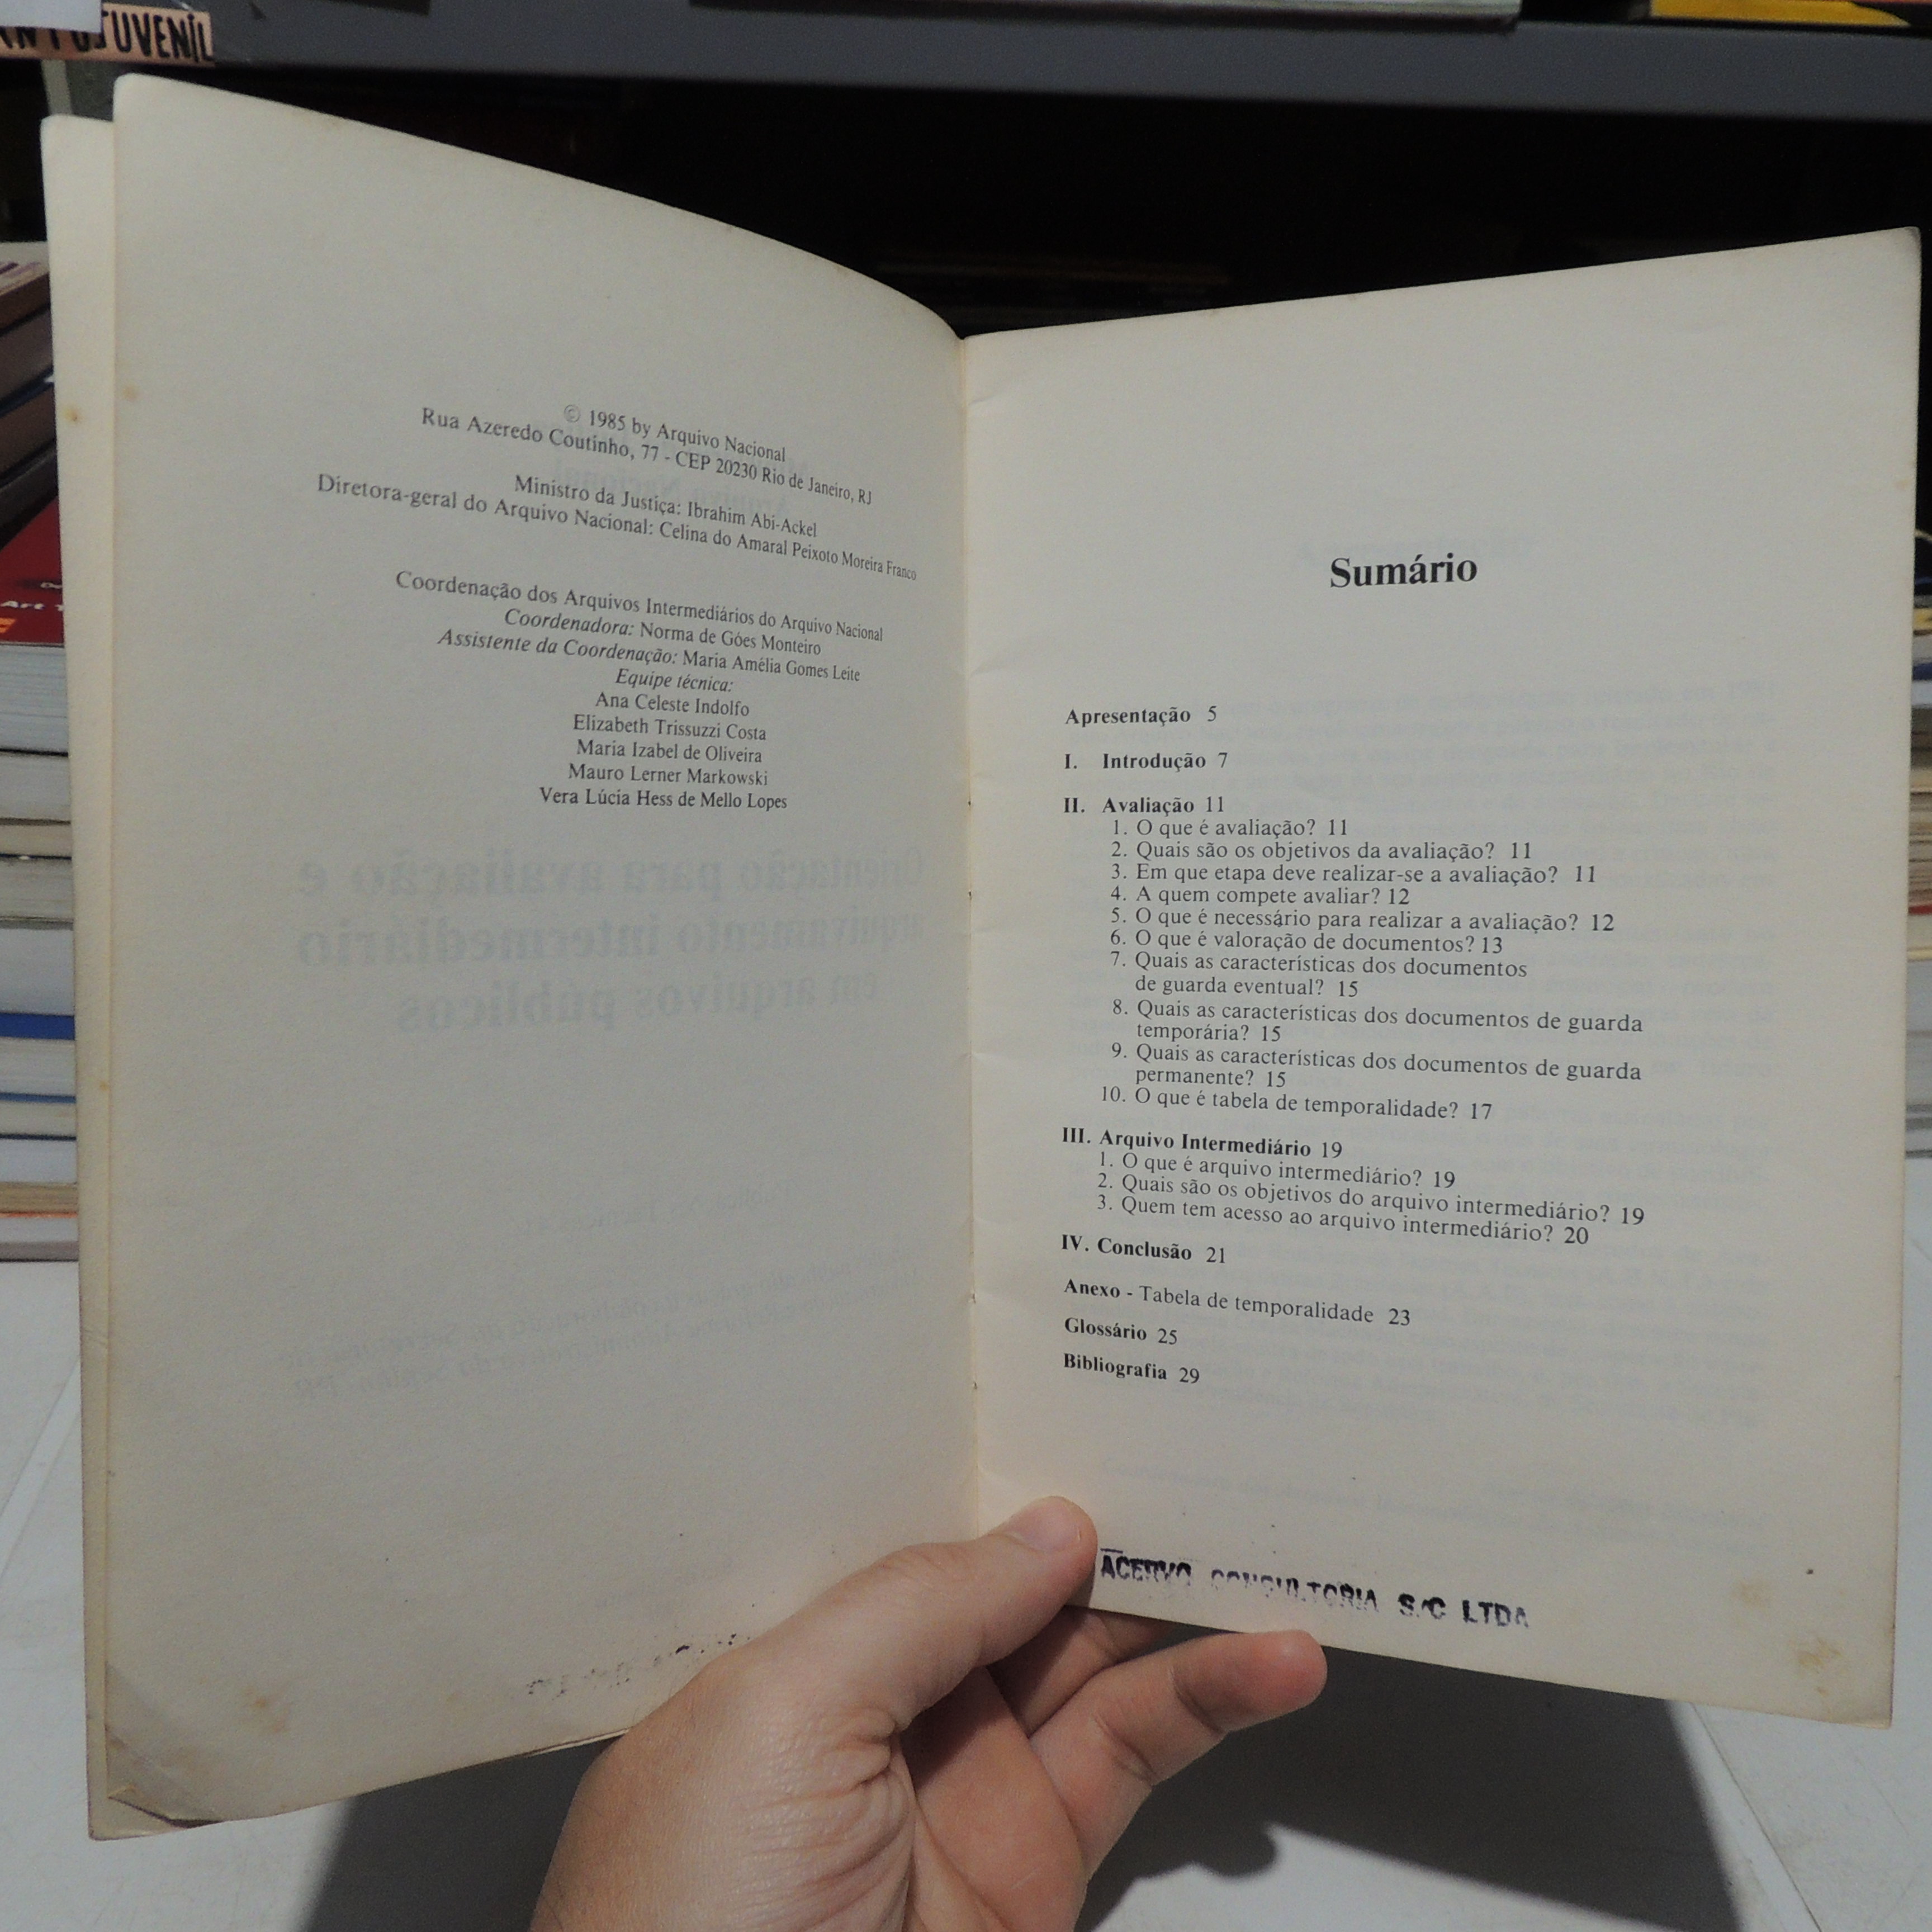 JUVENIL
© 1985 by Arquivo Nacional
Rua Azeredo Coutinho, 77 - CEP 20230 Rio de Janeiro, RJ
Ministro da Justiça: Ibrahim Abi-Ackel
Diretora-geral do Arquivo Nacional: Celina do Amaral Peixoto Moreira Franco
Coordenação dos Arquivos Intermediários do Arquivo Nacional
Coordenadora: Norma de Góes Monteiro
Assistente da Coordenação: Maria Amélia Gomes Leite
Equipe técnica:
Ana Celeste Indolfo
Elizabeth Trissuzzi Costa
Maria Izabel de Oliveira
Mauro Lerner Markowski
Vera Lúcia Hess de Mello Lopes
Sumário
Apresentação 5
I. Introdução 7
II. Avaliação 11
1. O que é avaliação? 11
2. Quais são os objetivos da avaliação? 11
3. Em que etapa deve realizar-se a avaliação? 11
4. A quem compete avaliar? 12
5. O que é necessário para realizar a avaliação? 12
6. O que é valoração de documentos? 13
7. Quais as características dos documentos
de guarda eventual? 15
8. Quais as características dos documentos de guarda
temporária? 15
9. Quais as características dos documentos de guarda
permanente? 15
10. O que é tabela de temporalidade? 17
III. Arquivo Intermediário 19
1. O que é arquivo intermediário? 19
2. Quais são os objetivos do arquivo intermediário? 19
3. Quem tem acesso ao arquivo intermediário? 20
IV. Conclusão 21
Anexo - Tabela de temporalidade 23
Glossário 25
Bibliografia 29
ACERVO CONSULTORIA S/C LTDA